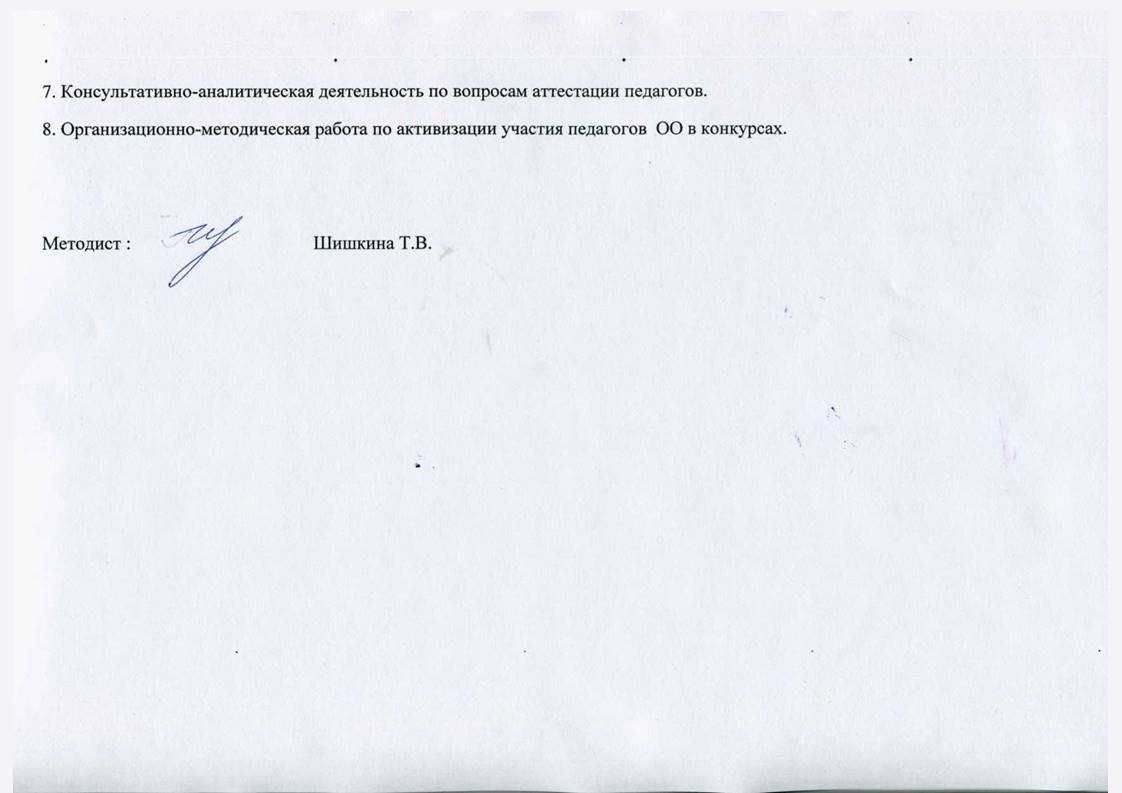 7. Консультативно-аналитическая деятельность по вопросам аттестации педагогов.
8. Организационно-методическая работа по активизации участия педагогов  ОО в конкурсах.
Методист :                Шишкина Т.В.